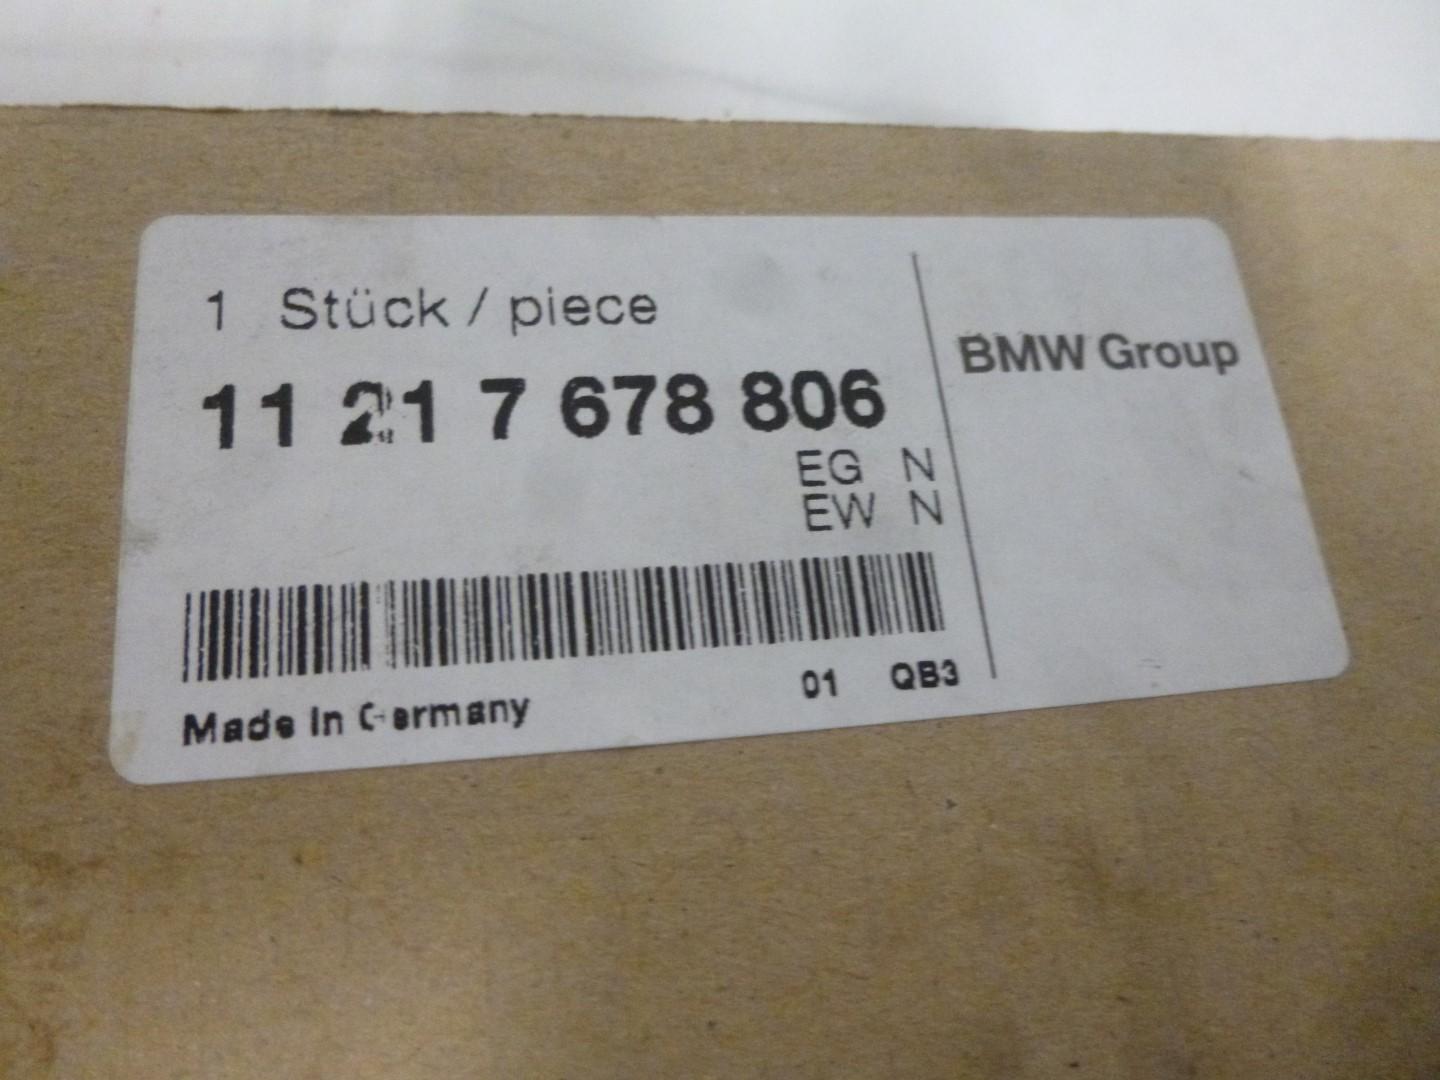 1 Stück / piece
11 21 7 678 806
BMW Group
EG N
EW N
01 QB3
Made In Germany